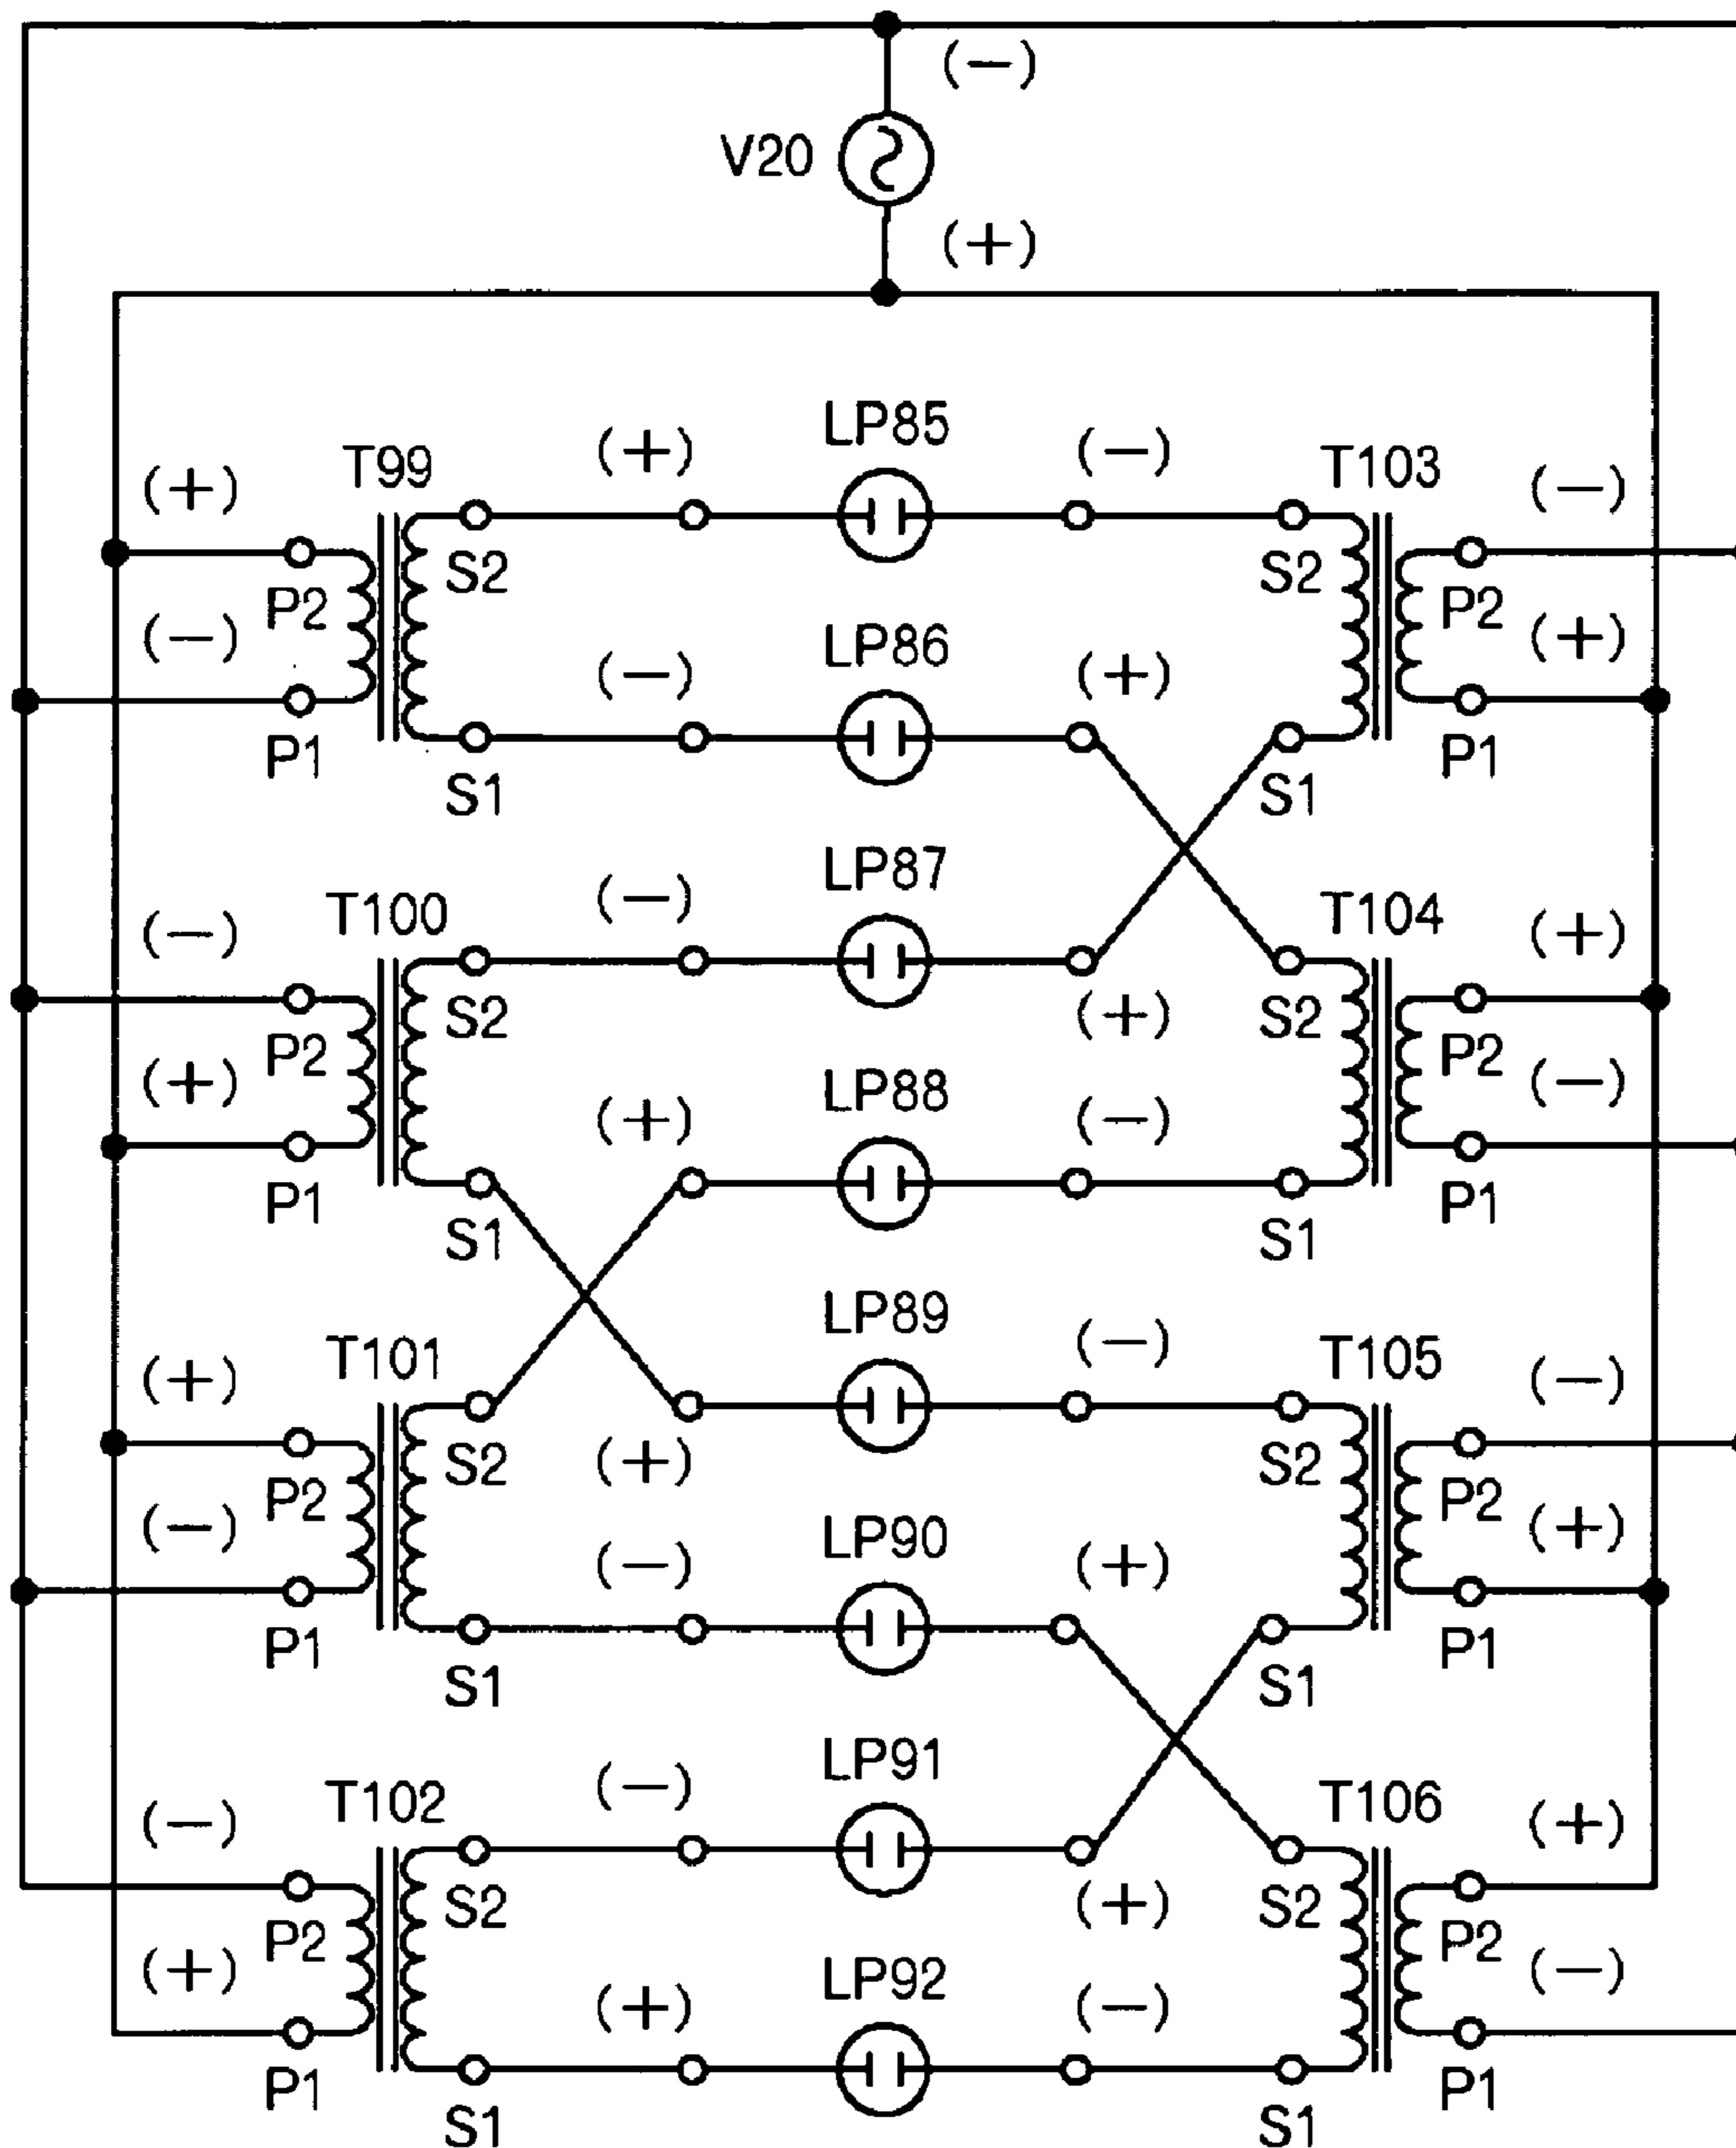 (−)
V20
(+)
LP85
(+) (−)
T99 T103
(+) (−)
S2 S2
P2 P2
(−) LP86 (+)
(−) (+)
P1 P1
S1 S1
LP87
(−)
T100 T104
(−) (+)
S2 (+) S2
P2 P2
(+) LP88 (−)
(+) (−)
P1 P1
S1 S1
LP89
(−)
T101 T105
(+) (−)
S2 (+) S2
P2 P2
(−) LP90 (+)
(−) (+)
P1 P1
S1 S1
LP91
(−)
T102 T106
(−) (+)
S2 (+) S2
P2 P2
(+) LP92 (−)
(+) (−)
P1 P1
S1 S1